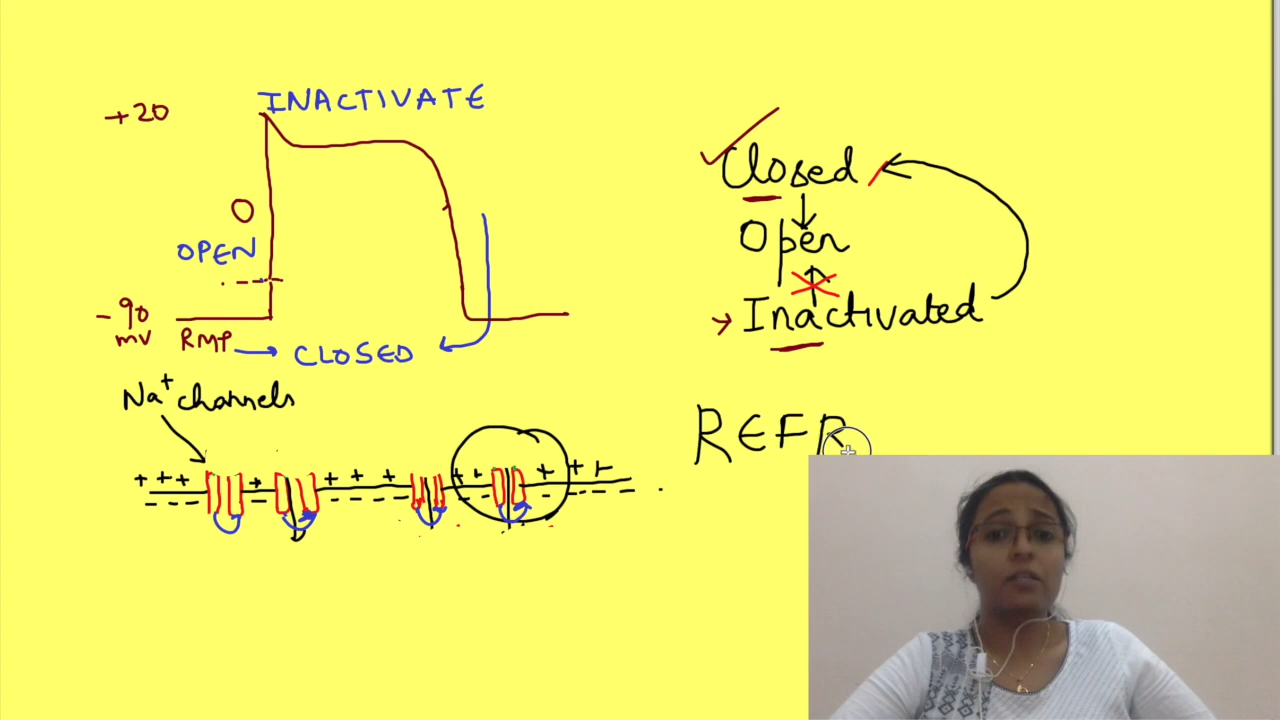 INACTIVATE
+20
0
OPEN
-90
mv
RMP
CLOSED
Na+ channels
+ + + + + + + + + + + +
Closed
Open
Inactivated
REFR